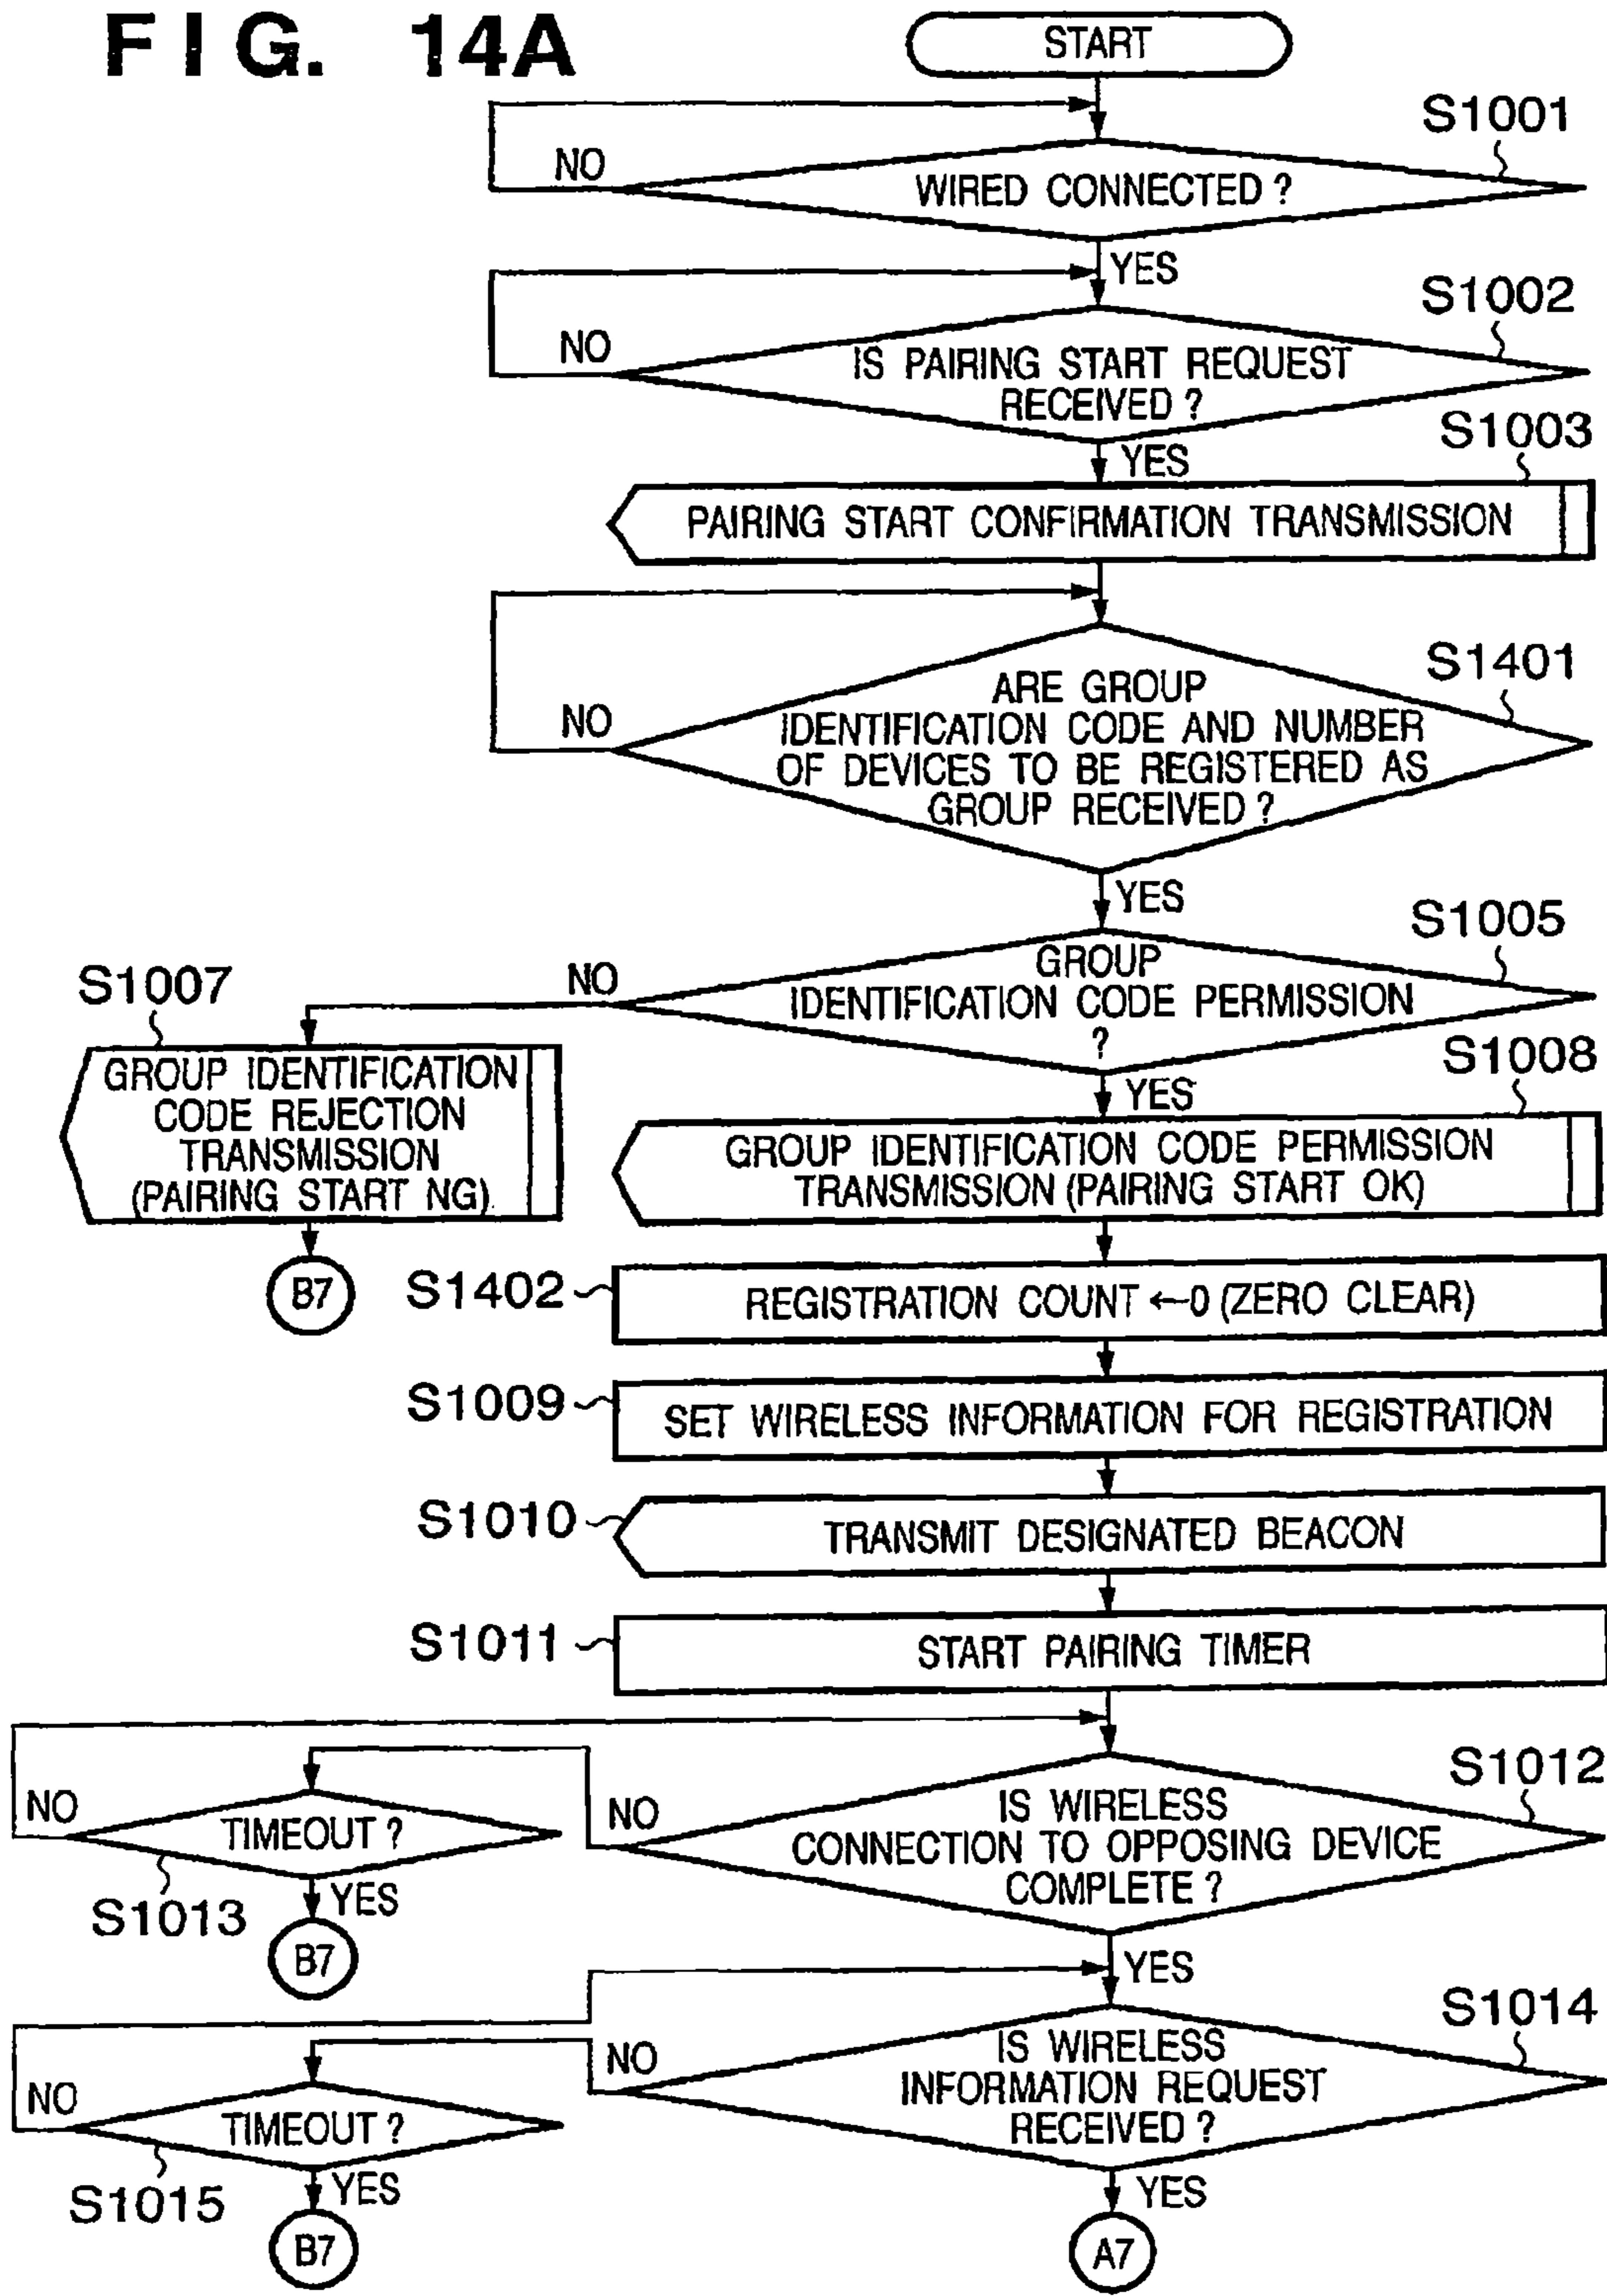 FIG. 14A
START
S1001
NO
WIRED CONNECTED ?
YES
S1002
NO
IS PAIRING START REQUEST
RECEIVED ?
S1003
YES
PAIRING START CONFIRMATION TRANSMISSION
S1401
ARE GROUP
NO
IDENTIFICATION CODE AND NUMBER
OF DEVICES TO BE REGISTERED AS
GROUP RECEIVED ?
YES
S1005
GROUP
S1007
NO
IDENTIFICATION CODE PERMISSION
?
S1008
GROUP IDENTIFICATION
CODE REJECTION
TRANSMISSION
(PAIRING START NG)
YES
GROUP IDENTIFICATION CODE PERMISSION
TRANSMISSION (PAIRING START OK)
B7
S1402
REGISTRATION COUNT ←0 (ZERO CLEAR)
S1009
SET WIRELESS INFORMATION FOR REGISTRATION
S1010
TRANSMIT DESIGNATED BEACON
S1011
START PAIRING TIMER
S1012
NO
TIMEOUT ?
NO
IS WIRELESS
CONNECTION TO OPPOSING DEVICE
COMPLETE ?
S1013
YES
B7
YES
S1014
NO
TIMEOUT ?
NO
IS WIRELESS
INFORMATION REQUEST
RECEIVED ?
S1015
YES
YES
B7
A7